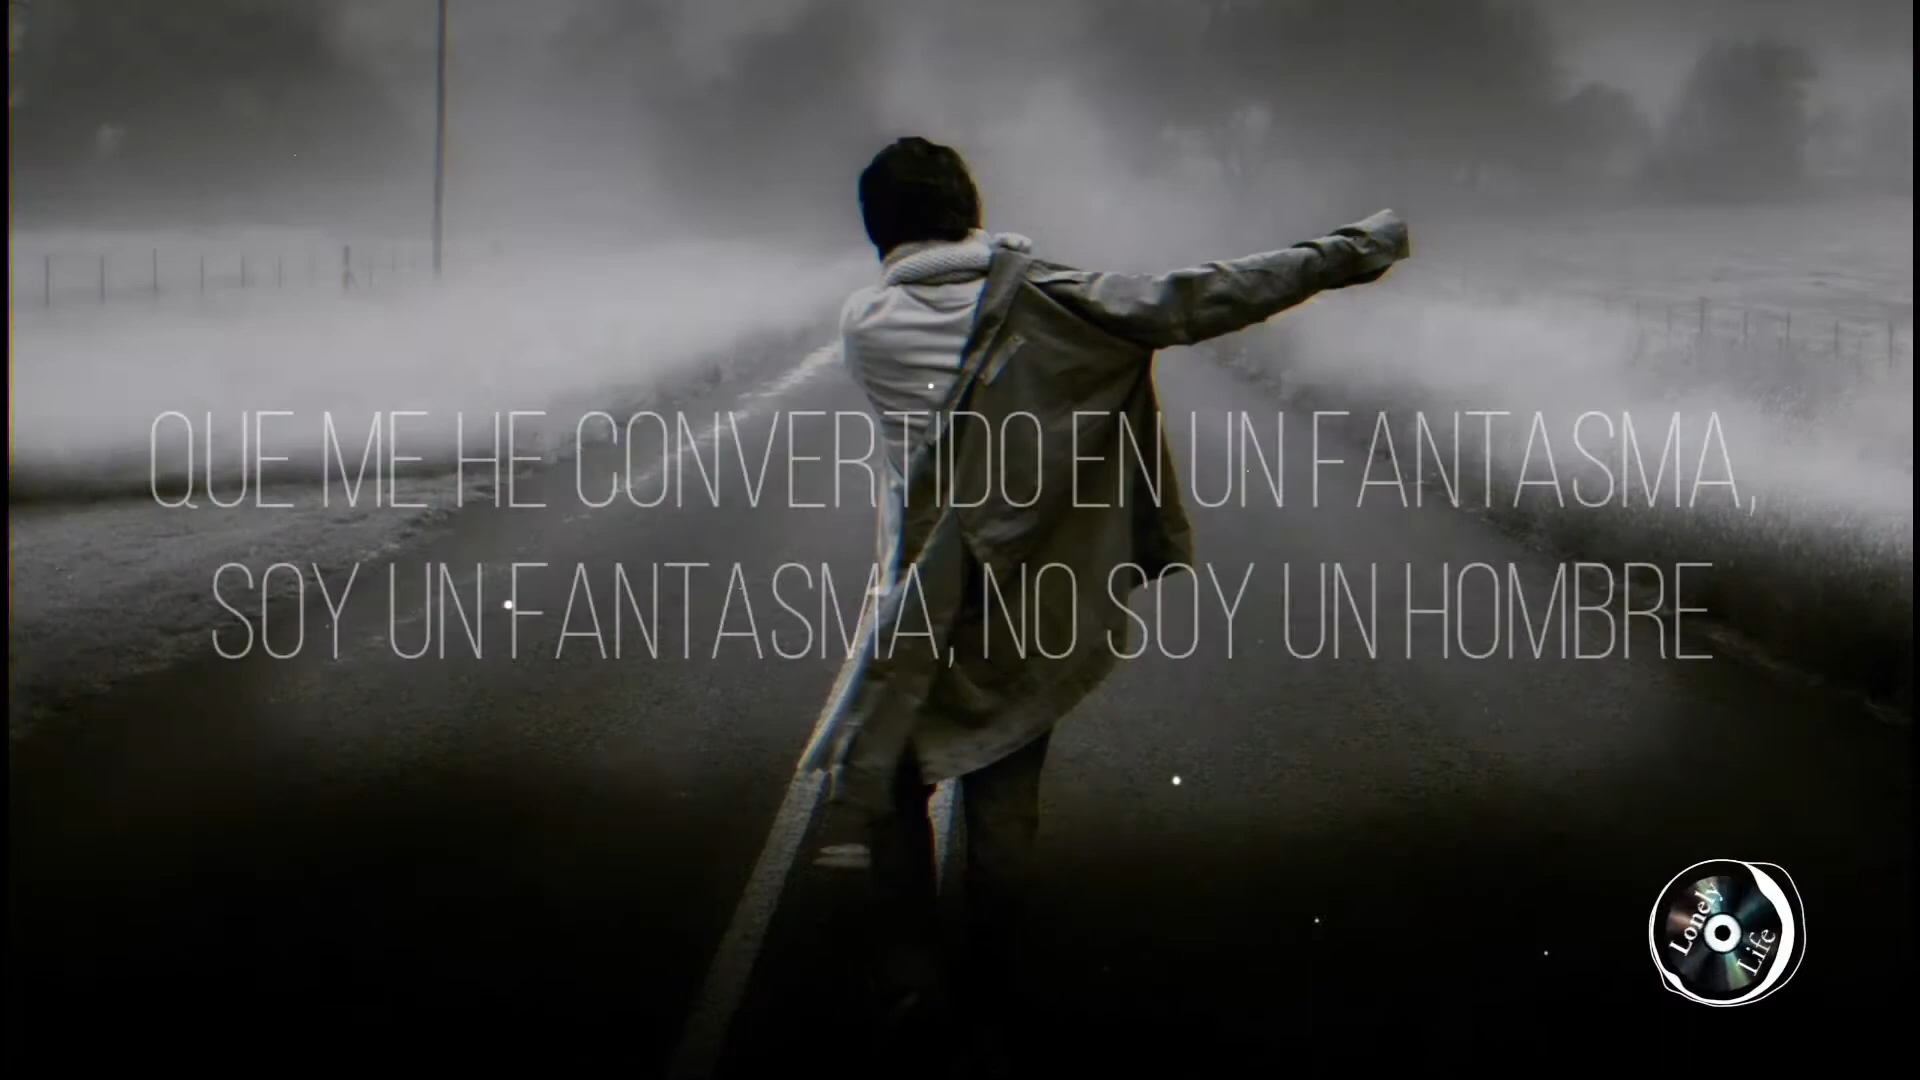 QUE ME HE CONVERTIDO EN UN FANTASMA,
SOY UN FANTASMA, NO SOY UN HOMBRE
Lonely
Life